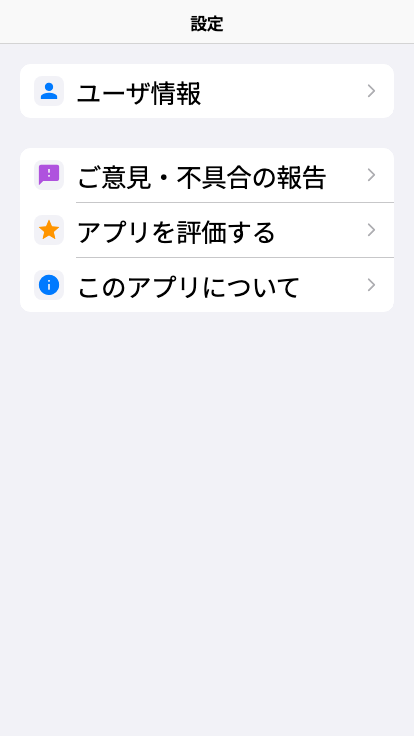 設定
ユーザ情報
ご意見・不具合の報告
アプリを評価する
このアプリについて